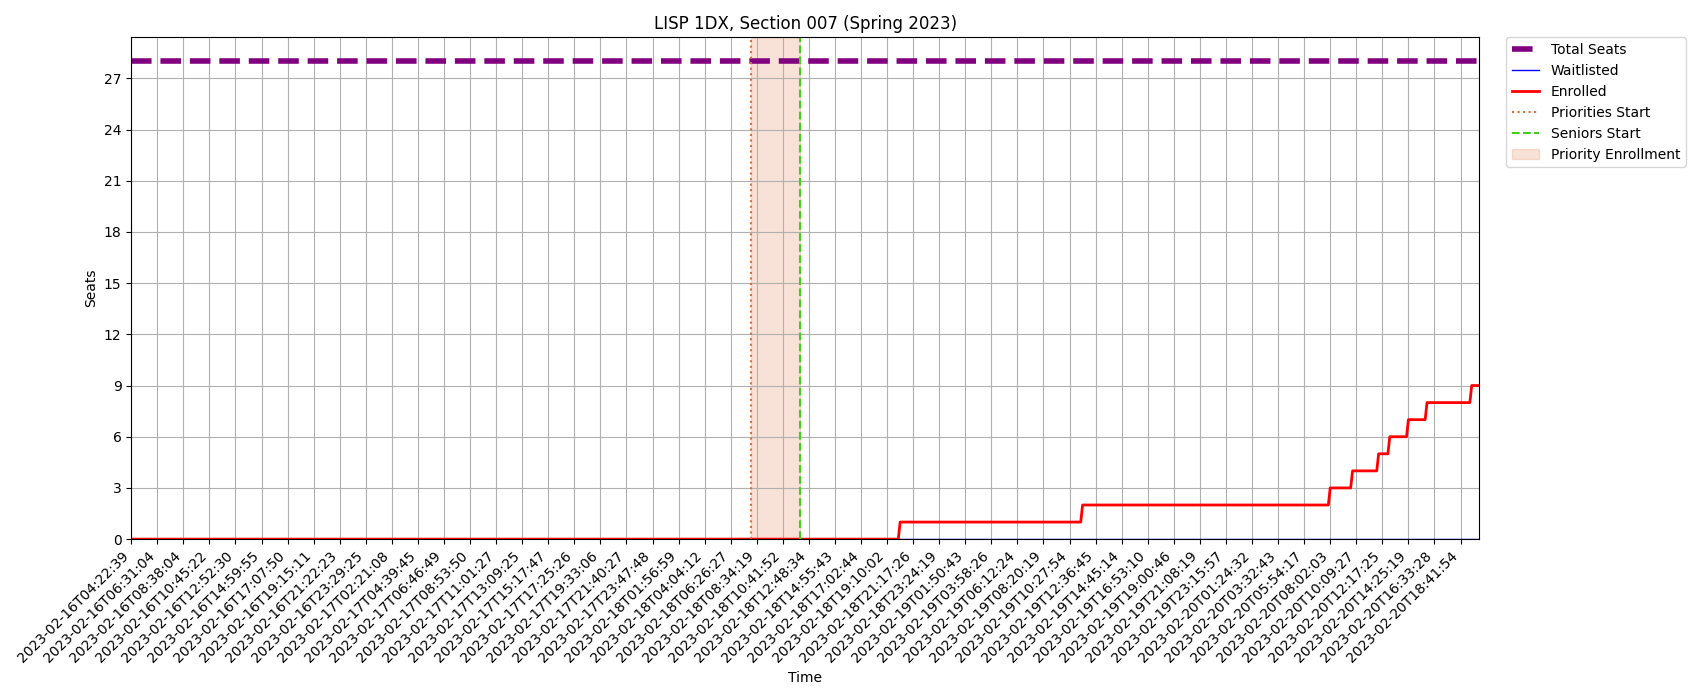 LISP 1DX, Section 007 (Spring 2023)
Total Seats
Waitlisted
Enrolled
Priorities Start
Seniors Start
Priority Enrollment
Seats
27
24
21
18
15
12
9
6
3
0
2023-02-16T04:22:39
2023-02-16T06:31:04
2023-02-16T08:38:04
2023-02-16T10:45:22
2023-02-16T12:52:30
2023-02-16T14:59:55
2023-02-16T17:07:50
2023-02-16T19:15:11
2023-02-16T21:22:23
2023-02-16T23:29:25
2023-02-17T02:21:08
2023-02-17T04:39:45
2023-02-17T06:46:49
2023-02-17T08:53:50
2023-02-17T11:01:27
2023-02-17T13:09:25
2023-02-17T15:17:47
2023-02-17T17:25:26
2023-02-17T19:33:06
2023-02-17T21:40:27
2023-02-17T23:47:48
2023-02-18T01:56:59
2023-02-18T04:04:12
2023-02-18T06:26:27
2023-02-18T08:34:19
2023-02-18T10:41:52
2023-02-18T12:48:34
2023-02-18T14:55:43
2023-02-18T17:02:44
2023-02-18T19:10:02
2023-02-18T21:17:26
2023-02-18T23:24:19
2023-02-19T01:50:43
2023-02-19T03:58:26
2023-02-19T06:12:24
2023-02-19T08:20:19
2023-02-19T10:27:54
2023-02-19T12:36:45
2023-02-19T14:45:14
2023-02-19T16:53:10
2023-02-19T19:00:46
2023-02-19T21:08:19
2023-02-19T23:15:57
2023-02-20T01:24:32
2023-02-20T03:32:43
2023-02-20T05:54:17
2023-02-20T08:02:03
2023-02-20T10:09:27
2023-02-20T12:17:25
2023-02-20T14:25:19
2023-02-20T16:33:28
2023-02-20T18:41:54
Time